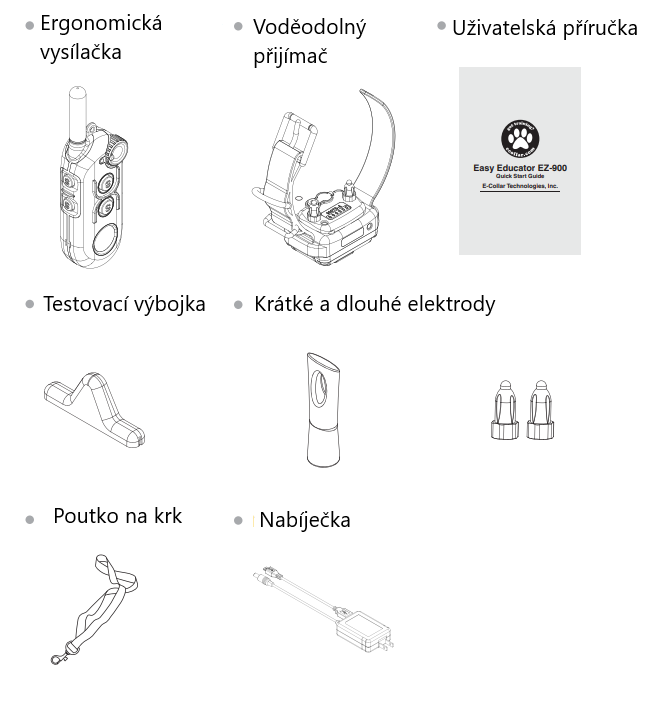 Ergonomická
vysílačka
Voděodolný
přijímač
Uživatelská příručka
Easy Educator EZ-900
Quick Start Guide
E-Collar Technologies, Inc.
Testovací výbojka
Krátké a dlouhé elektrody
Poutko na krk
Nabíječka